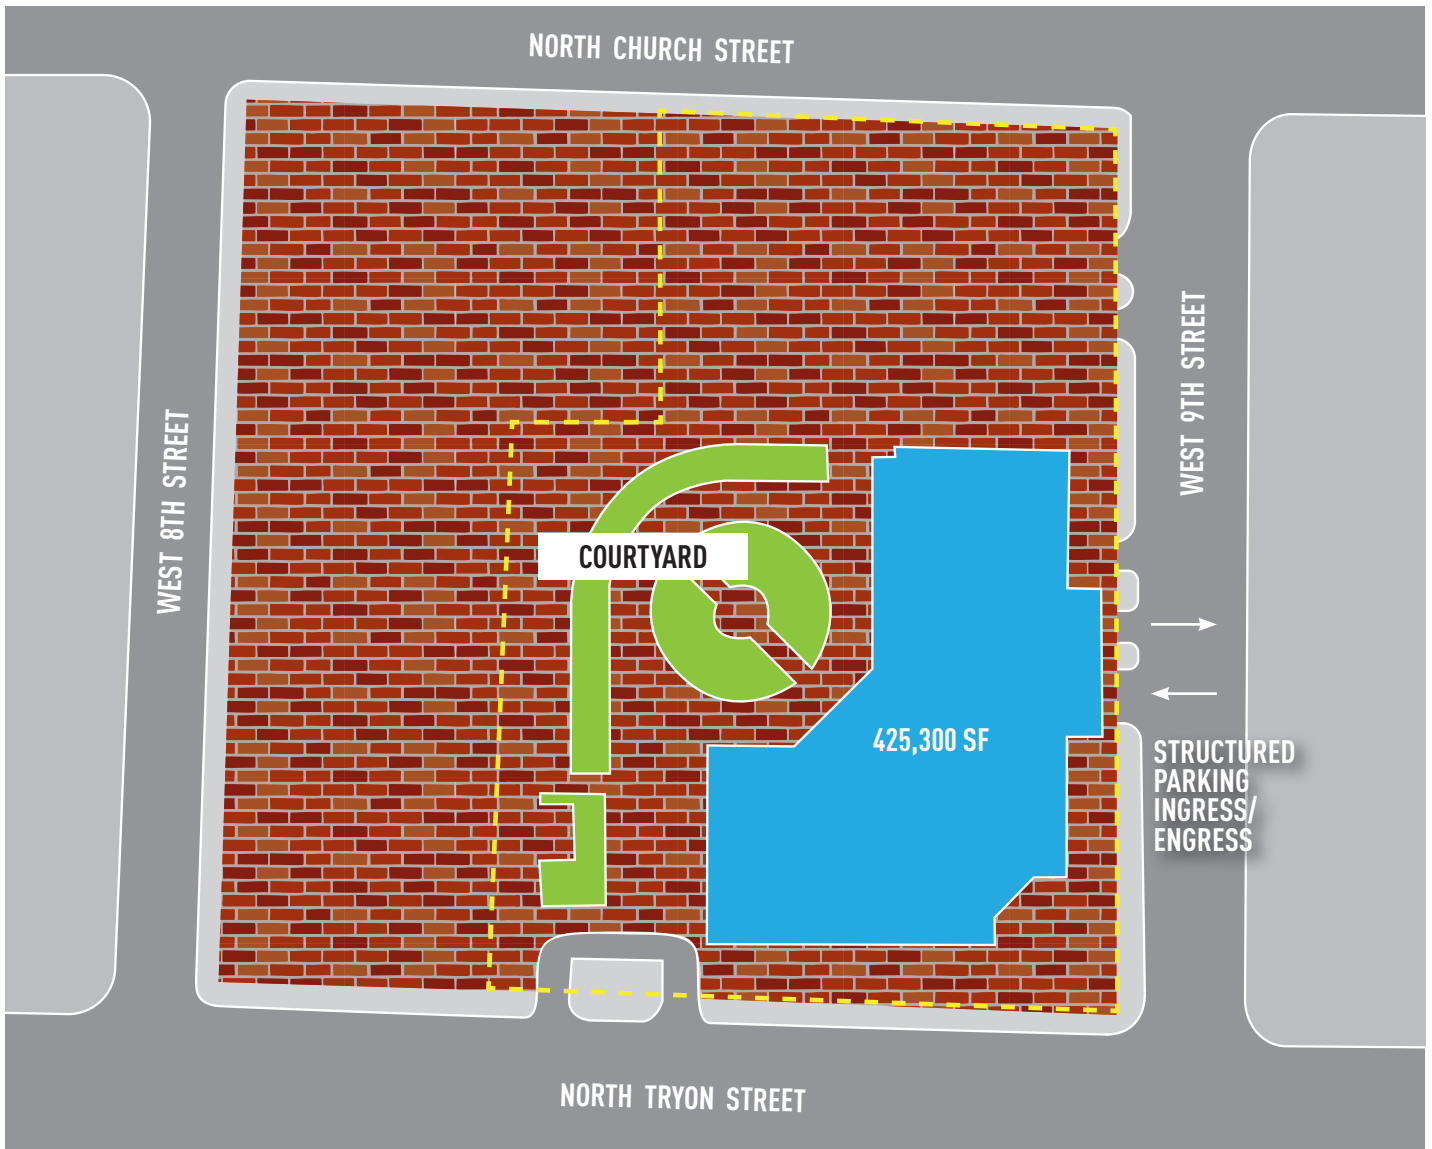 NORTH CHURCH STREET
WEST 9TH STREET
WEST 8TH STREET
COURTYARD
425,300 SF
STRUCTURED
PARKING
INGRESS/
ENGRESS
NORTH TRYON STREET